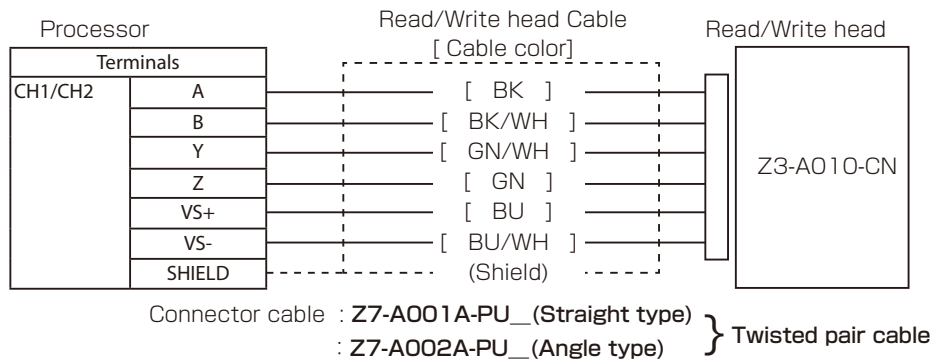 Processor
Read/Write head Cable
[ Cable color]
Read/Write head
Terminals
CH1/CH2
A
[ BK ]
B
[ BK/WH ]
Y
[ GN/WH ]
Z
[ GN ]
VS+
[ BU ]
VS-
[ BU/WH ]
SHIELD
(Shield)
Z3-A010-CN
Connector cable : Z7-A001A-PU__(Straight type)
: Z7-A002A-PU__(Angle type)
} Twisted pair cable